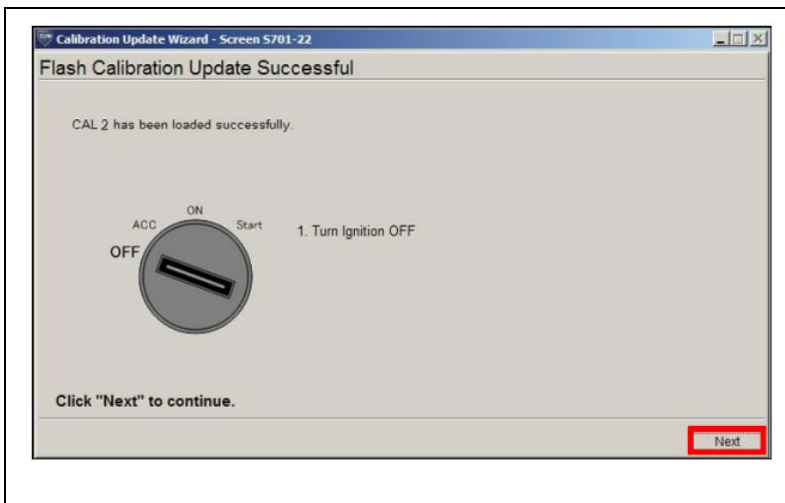 Calibration Update Wizard - Screen S701-22
Flash Calibration Update Successful
CAL 2 has been loaded successfully.
ON
ACC
Start
OFF
1. Turn Ignition OFF
Click "Next" to continue.
Next